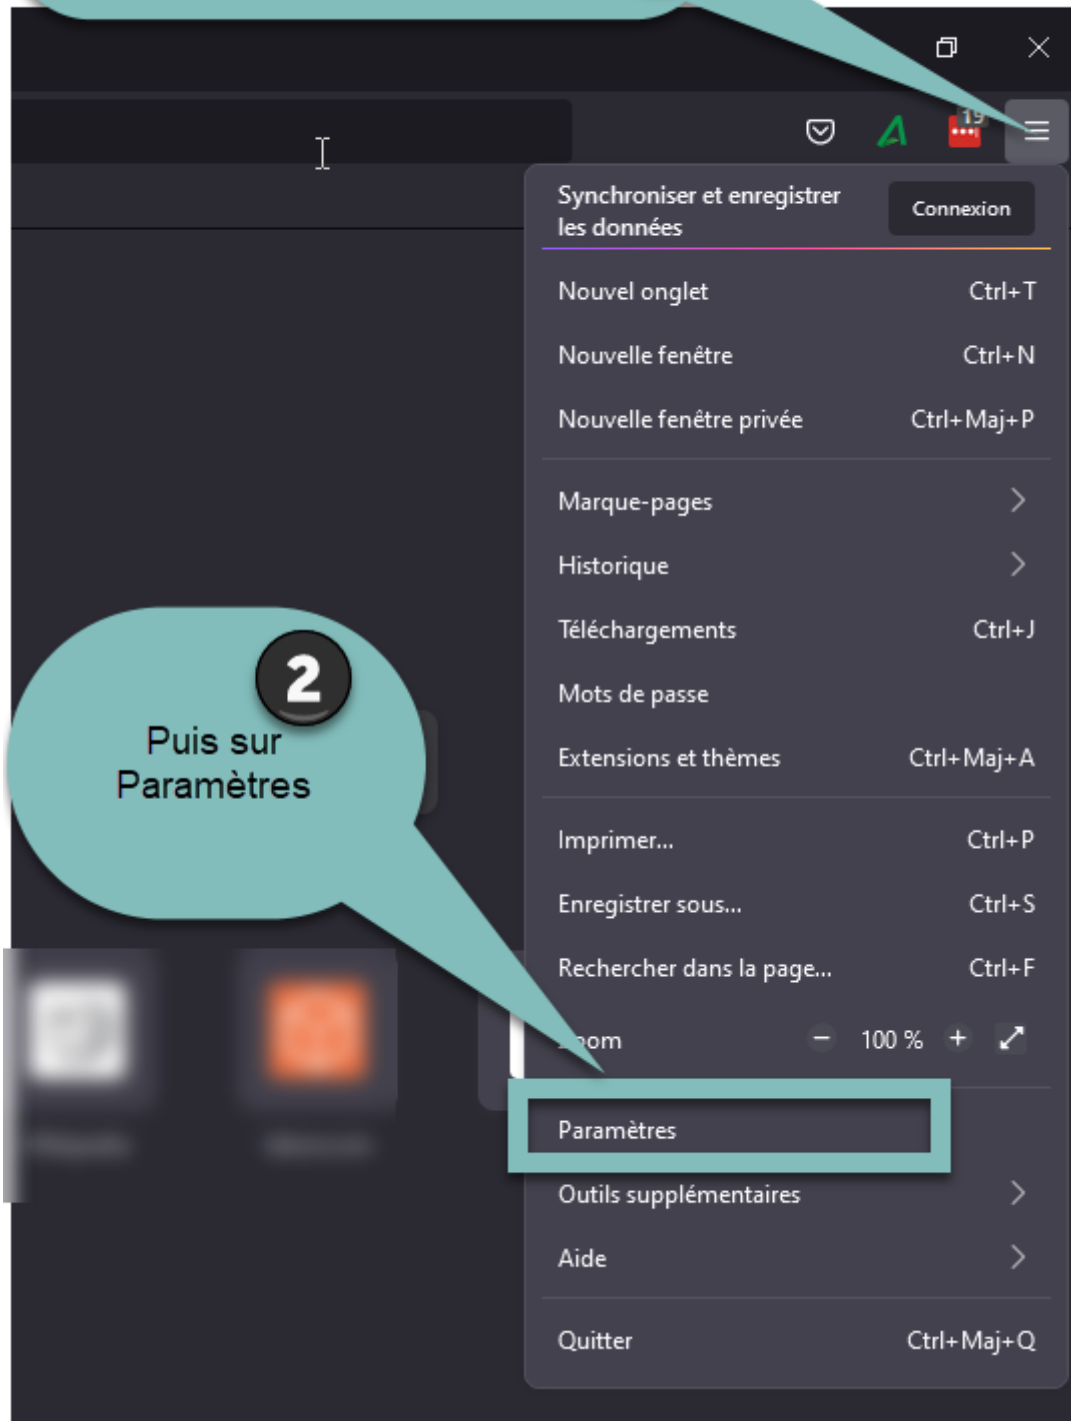 19
Synchroniser et enregistrer
les données
Connexion
Nouvel onglet Ctrl+T
Nouvelle fenêtre Ctrl+N
Nouvelle fenêtre privée Ctrl+Maj+P
Marque-pages
Historique
Téléchargements Ctrl+J
Mots de passe
Extensions et thèmes Ctrl+Maj+A
2
Puis sur
Paramètres
Imprimer... Ctrl+P
Enregistrer sous... Ctrl+S
Rechercher dans la page... Ctrl+F
100 %
Paramètres
Outils supplémentaires
Aide
Quitter Ctrl+Maj+Q